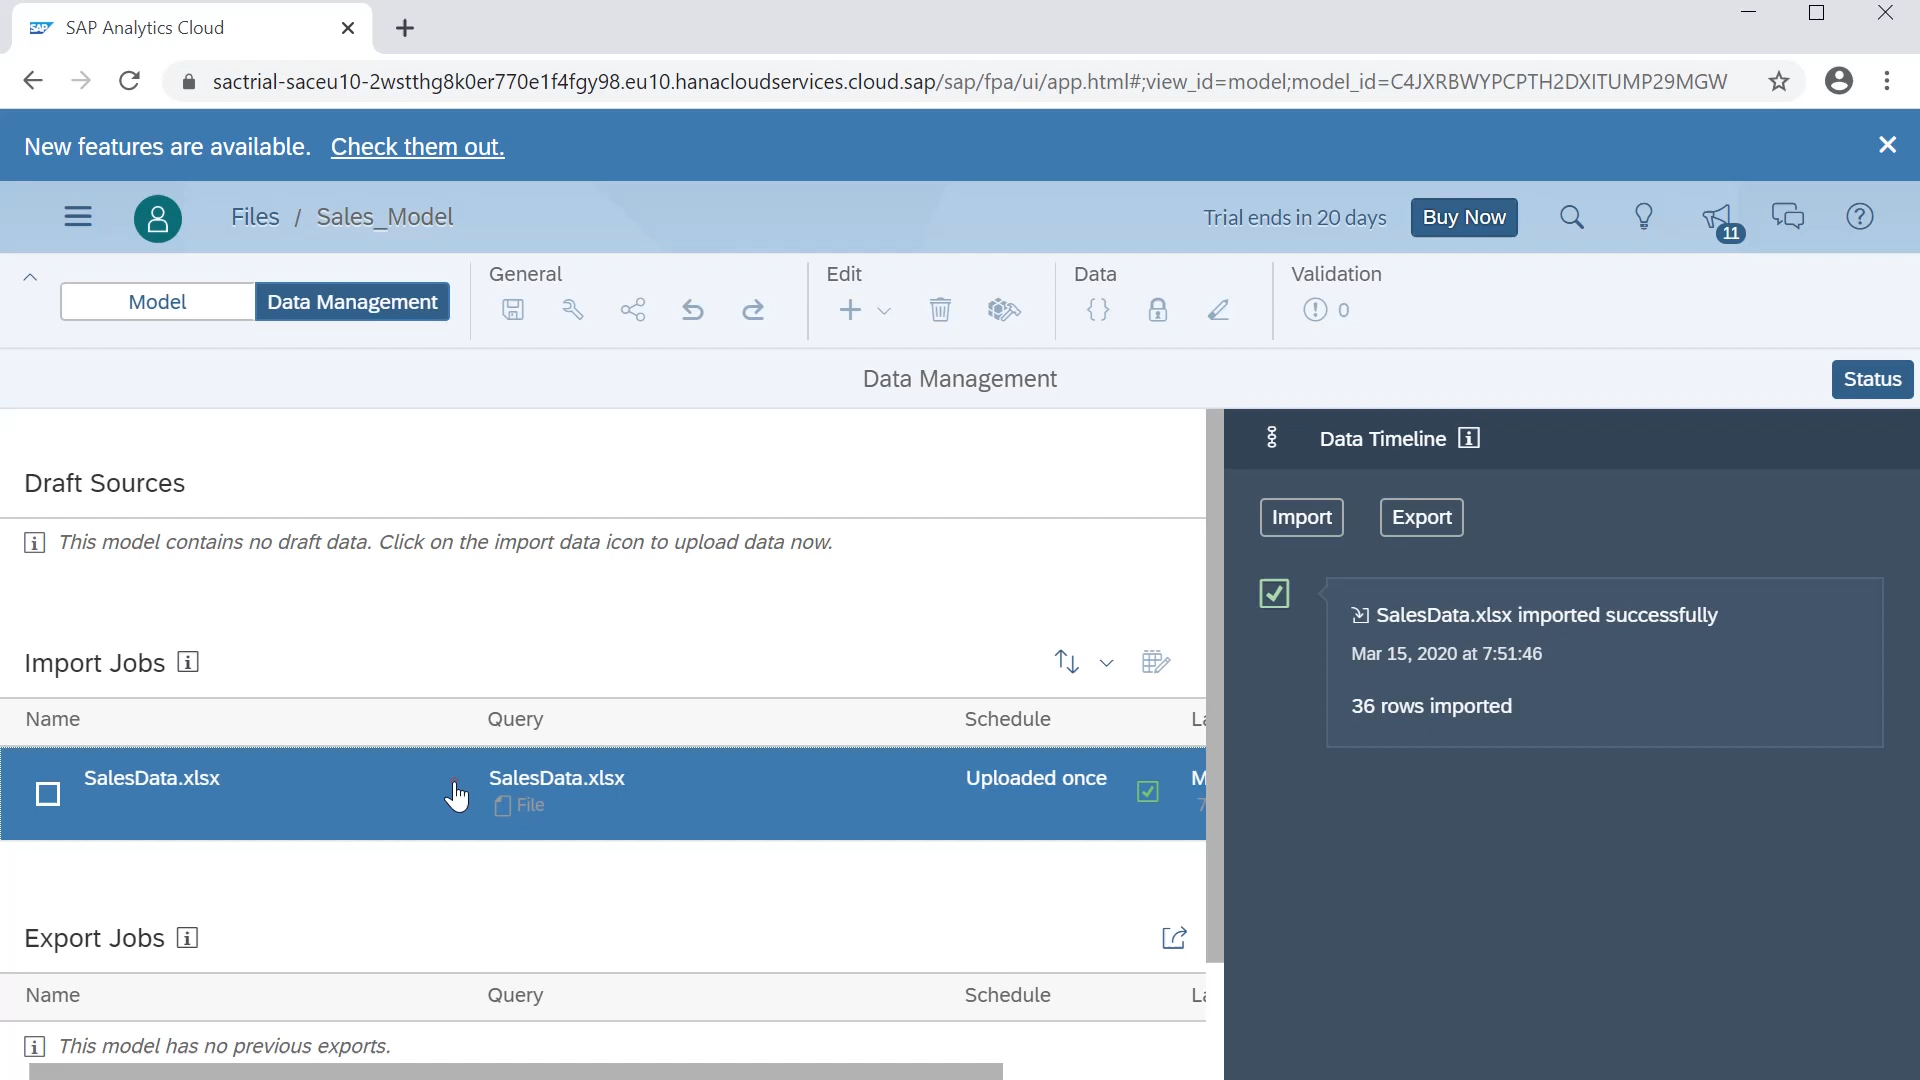 SAP Analytics Cloud
sactrial-saceu10-2wstthg8k0er770e1f4fgy98.eu10.hanacloudservices.cloud.sap/sap/fpa/ui/app.html#;view_id=model;model_id=C4JXRBWYPCPTH2DXITUMP29MGW
New features are available. Check them out.
Files / Sales_Model
Trial ends in 20 days
Buy Now
11
Model
Data Management
General
Edit
Data
Validation
0
Data Management
Status
Draft Sources
This model contains no draft data. Click on the import data icon to upload data now.
Import Jobs
Name Query Schedule
SalesData.xlsx SalesData.xlsx Uploaded once M
File 7
Export Jobs
Name Query Schedule
This model has no previous exports.
Data Timeline
Import Export
SalesData.xlsx imported successfully
Mar 15, 2020 at 7:51:46
36 rows imported